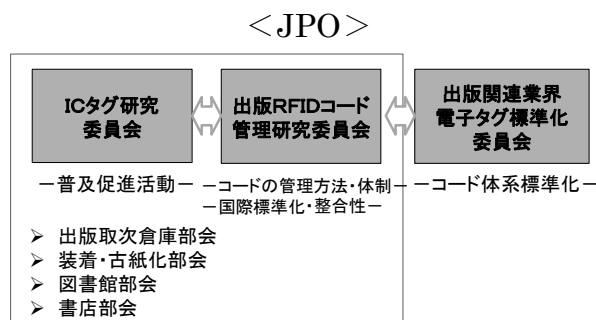 ＜JPO＞
ICタグ研究
委員会
出版RFIDコード
管理研究委員会
出版関連業界
電子タグ標準化
委員会
－普及促進活動－
－コードの管理方法・体制－
－国際標準化・整合性－
－コード体系標準化－
➢ 出版取次倉庫部会
➢ 装着・古紙化部会
➢ 図書館部会
➢ 書店部会